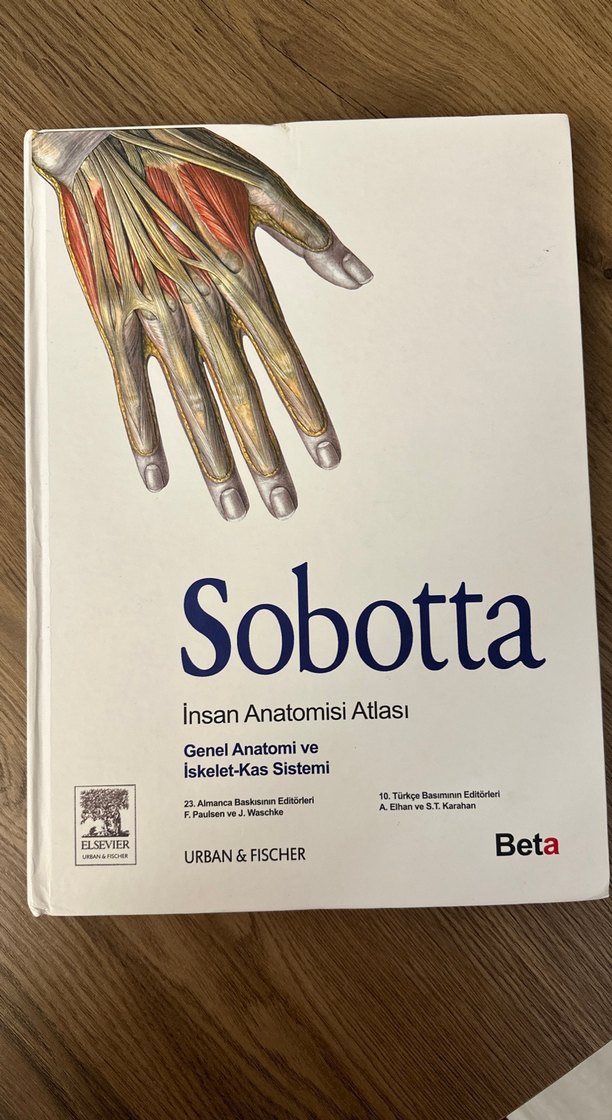 Sobotta
İnsan Anatomisi Atlası
Genel Anatomi ve
İskelet-Kas Sistemi
23. Almanca Baskısının Editörleri
F. Paulsen ve J. Waschke
10. Türkçe Basımının Editörleri
A. Elhan ve S.T. Karahan
ELSEVIER
URBAN & FISCHER
URBAN & FISCHER
Beta